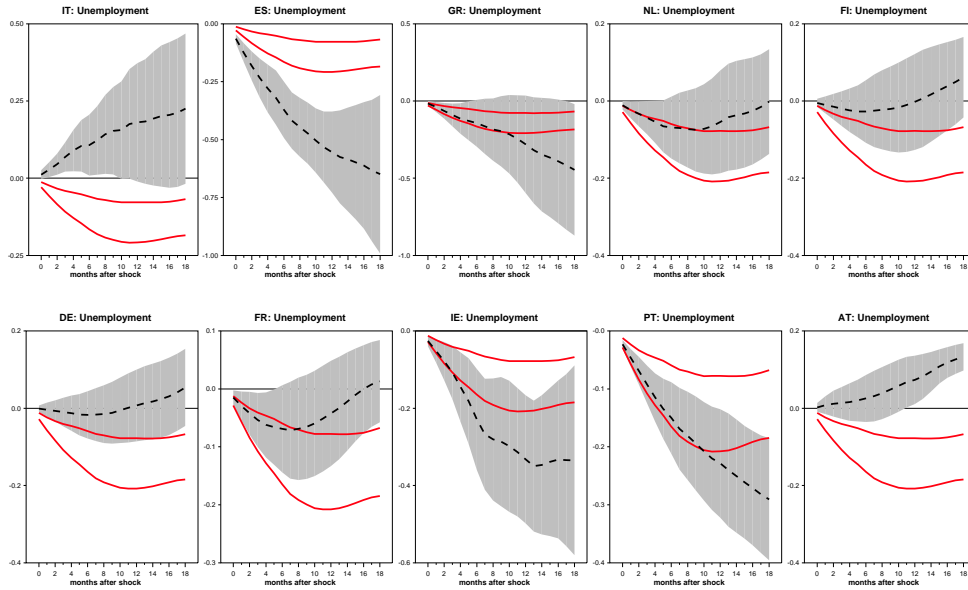 IT: Unemployment
0.50
0.25
0.00
-0.25
0 2 4 6 8 10 12 14 16 18
months after shock
ES: Unemployment
0.00
-0.25
-0.50
-0.75
-1.00
0 2 4 6 8 10 12 14 16 18
months after shock
GR: Unemployment
0.5
0.0
-0.5
-1.0
0 2 4 6 8 10 12 14 16 18
months after shock
NL: Unemployment
0.2
0.0
-0.2
-0.4
0 2 4 6 8 10 12 14 16 18
months after shock
FI: Unemployment
0.2
0.0
-0.2
-0.4
0 2 4 6 8 10 12 14 16 18
months after shock
DE: Unemployment
0.2
0.0
-0.2
-0.4
0 2 4 6 8 10 12 14 16 18
months after shock
FR: Unemployment
0.1
0.0
-0.1
-0.2
-0.3
0 2 4 6 8 10 12 14 16 18
months after shock
IE: Unemployment
0.0
-0.2
-0.4
-0.6
0 2 4 6 8 10 12 14 16 18
months after shock
PT: Unemployment
-0.0
-0.1
-0.2
-0.3
-0.4
0 2 4 6 8 10 12 14 16 18
months after shock
AT: Unemployment
0.2
0.0
-0.2
-0.4
0 2 4 6 8 10 12 14 16 18
months after shock